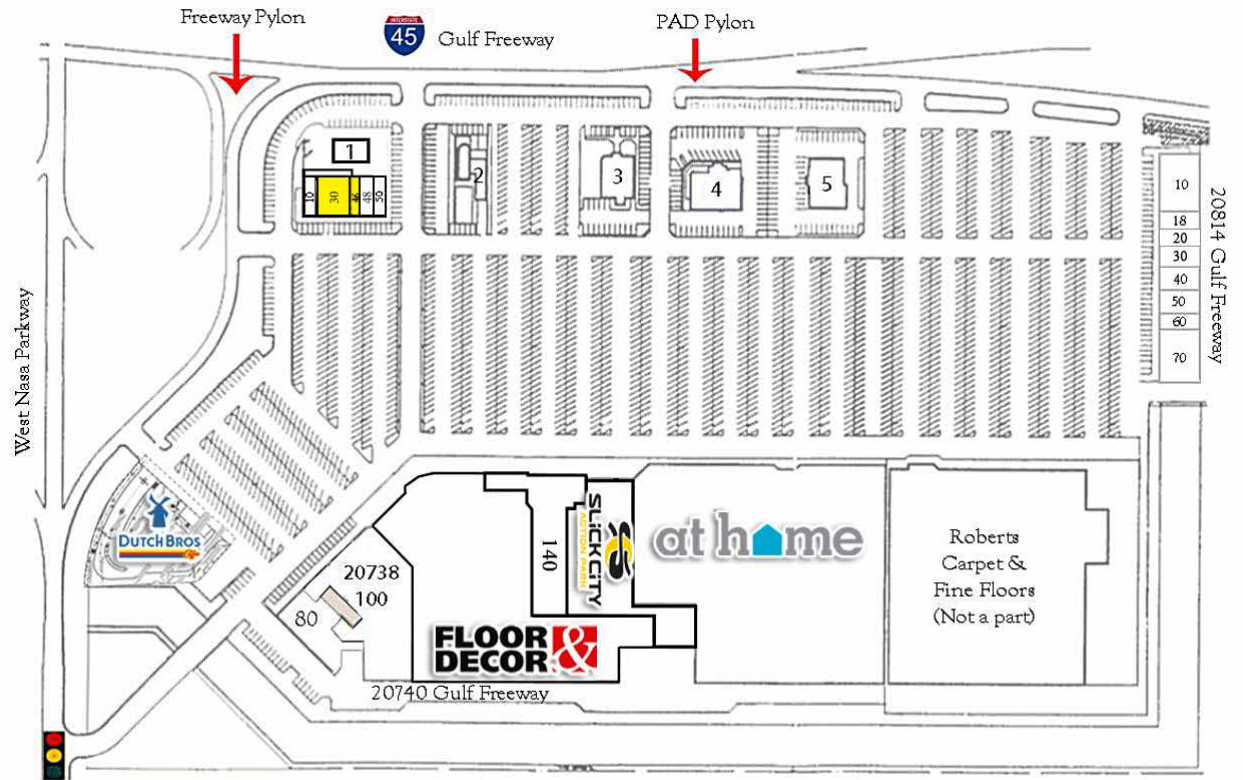 Freeway Pylon
INTERSTATE
45
Gulf Freeway
PAD Pylon
1
2
3
4
5
10
30
46
48
50
10
18
20
30
40
50
60
70
20814 Gulf Freeway
West Nasa Parkway
DUTCH BROS
20738
100
80
140
SLICK CITY
ACTION PARK
at home
Roberts
Carpet &
Fine Floors
(Not a part)
FLOOR &
DECOR
20740 Gulf Freeway